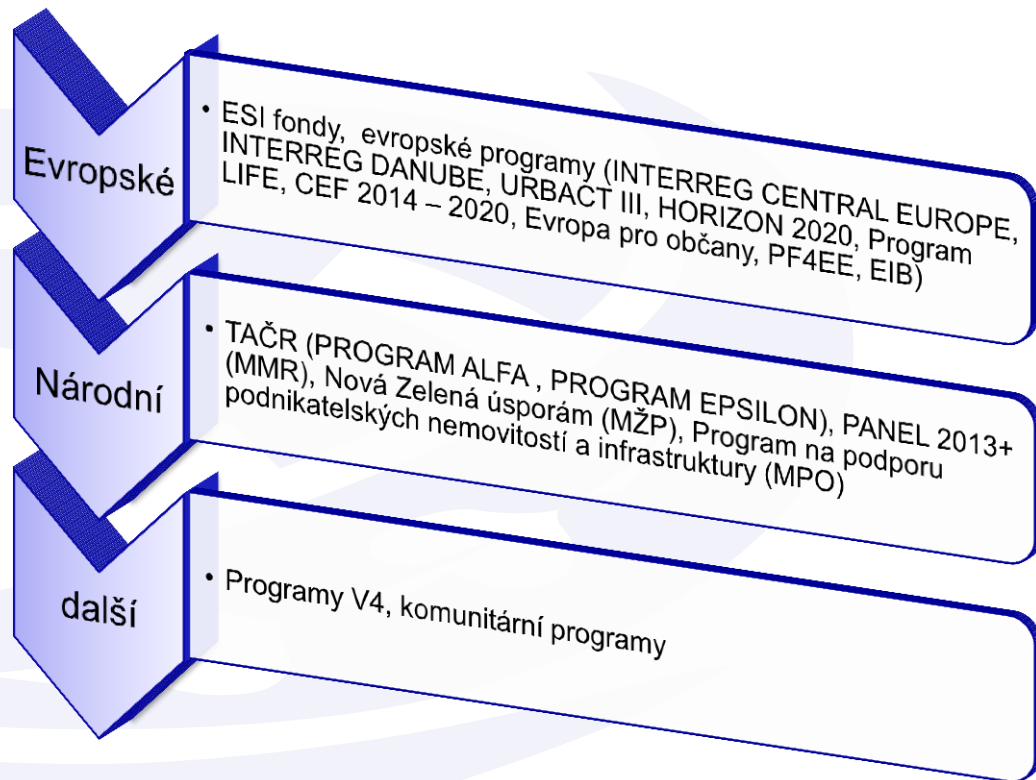 Evropské
• ESI fondy, evropské programy (INTERREG CENTRAL EUROPE,
INTERREG DANUBE, URBACT III, HORIZON 2020, Program
LIFE, CEF 2014 – 2020, Evropa pro občany, PF4EE, EIB)
Národní
• TAČR (PROGRAM ALFA , PROGRAM EPSILON), PANEL 2013+
(MMR), Nová Zelená úsporám (MŽP), Program na podporu
podnikatelských nemovitostí a infrastruktury (MPO)
další
• Programy V4, komunitární programy